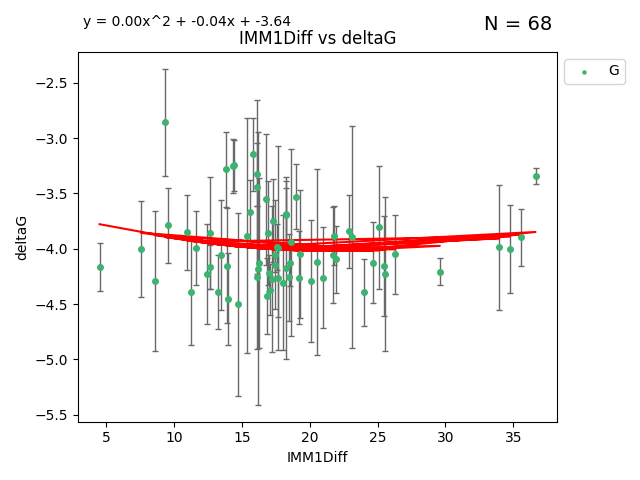 y = 0.00x^2 + -0.04x + -3.64
N = 68
IMM1Diff vs deltaG
G
deltaG
−2.5
−3.0
−3.5
−4.0
−4.5
−5.0
−5.5
5 10 15 20 25 30 35
IMM1Diff